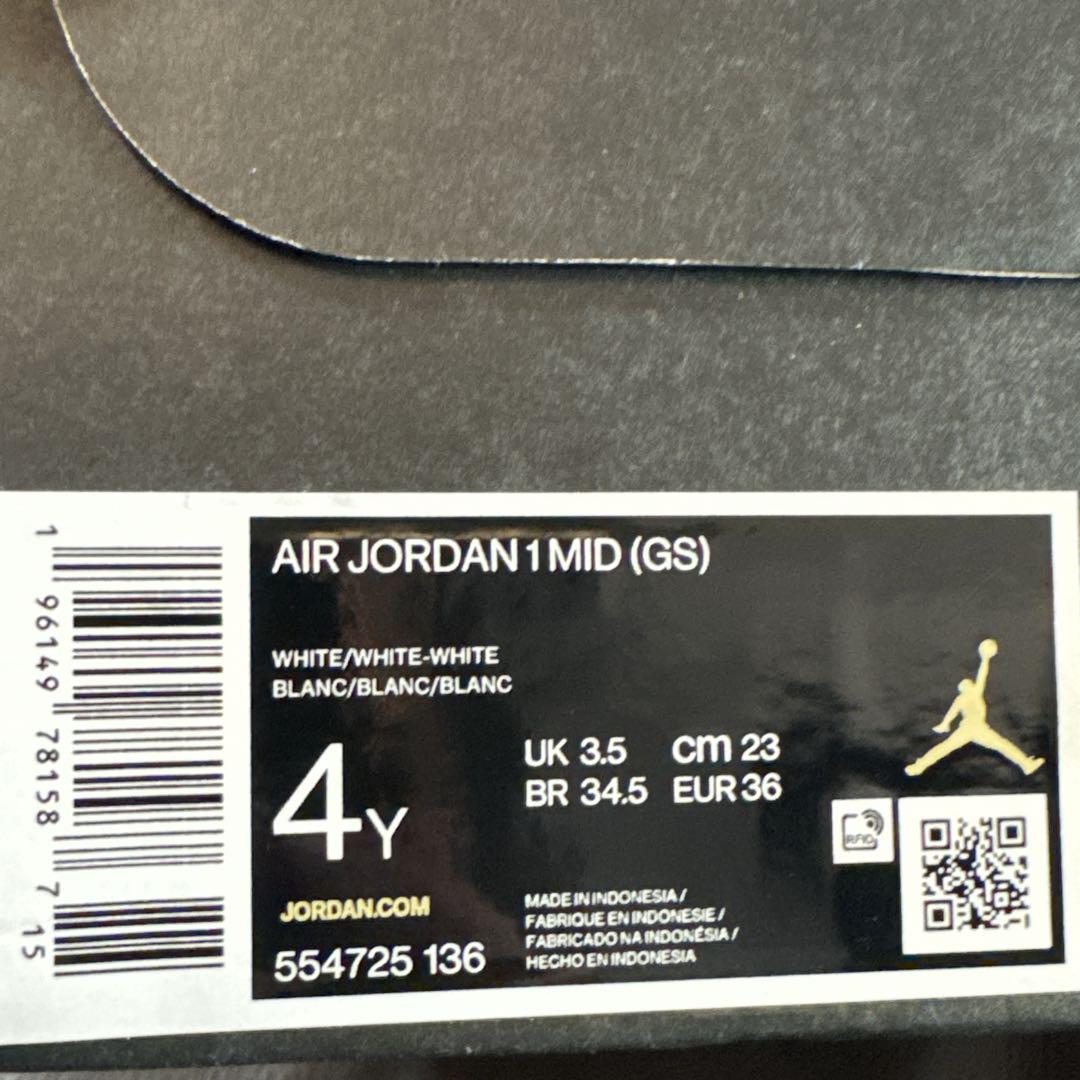 1 96149 78158 7 15
AIR JORDAN 1 MID (GS)
WHITE/WHITE-WHITE
BLANC/BLANC/BLANC
4Y
UK 3.5 cm 23
BR 34.5 EUR 36
JORDAN.COM
554725 136
MADE IN INDONESIA /
FABRIQUE EN INDONESIE /
FABRICADO NA INDONÉSIA /
HECHO EN INDONESIA
RFID